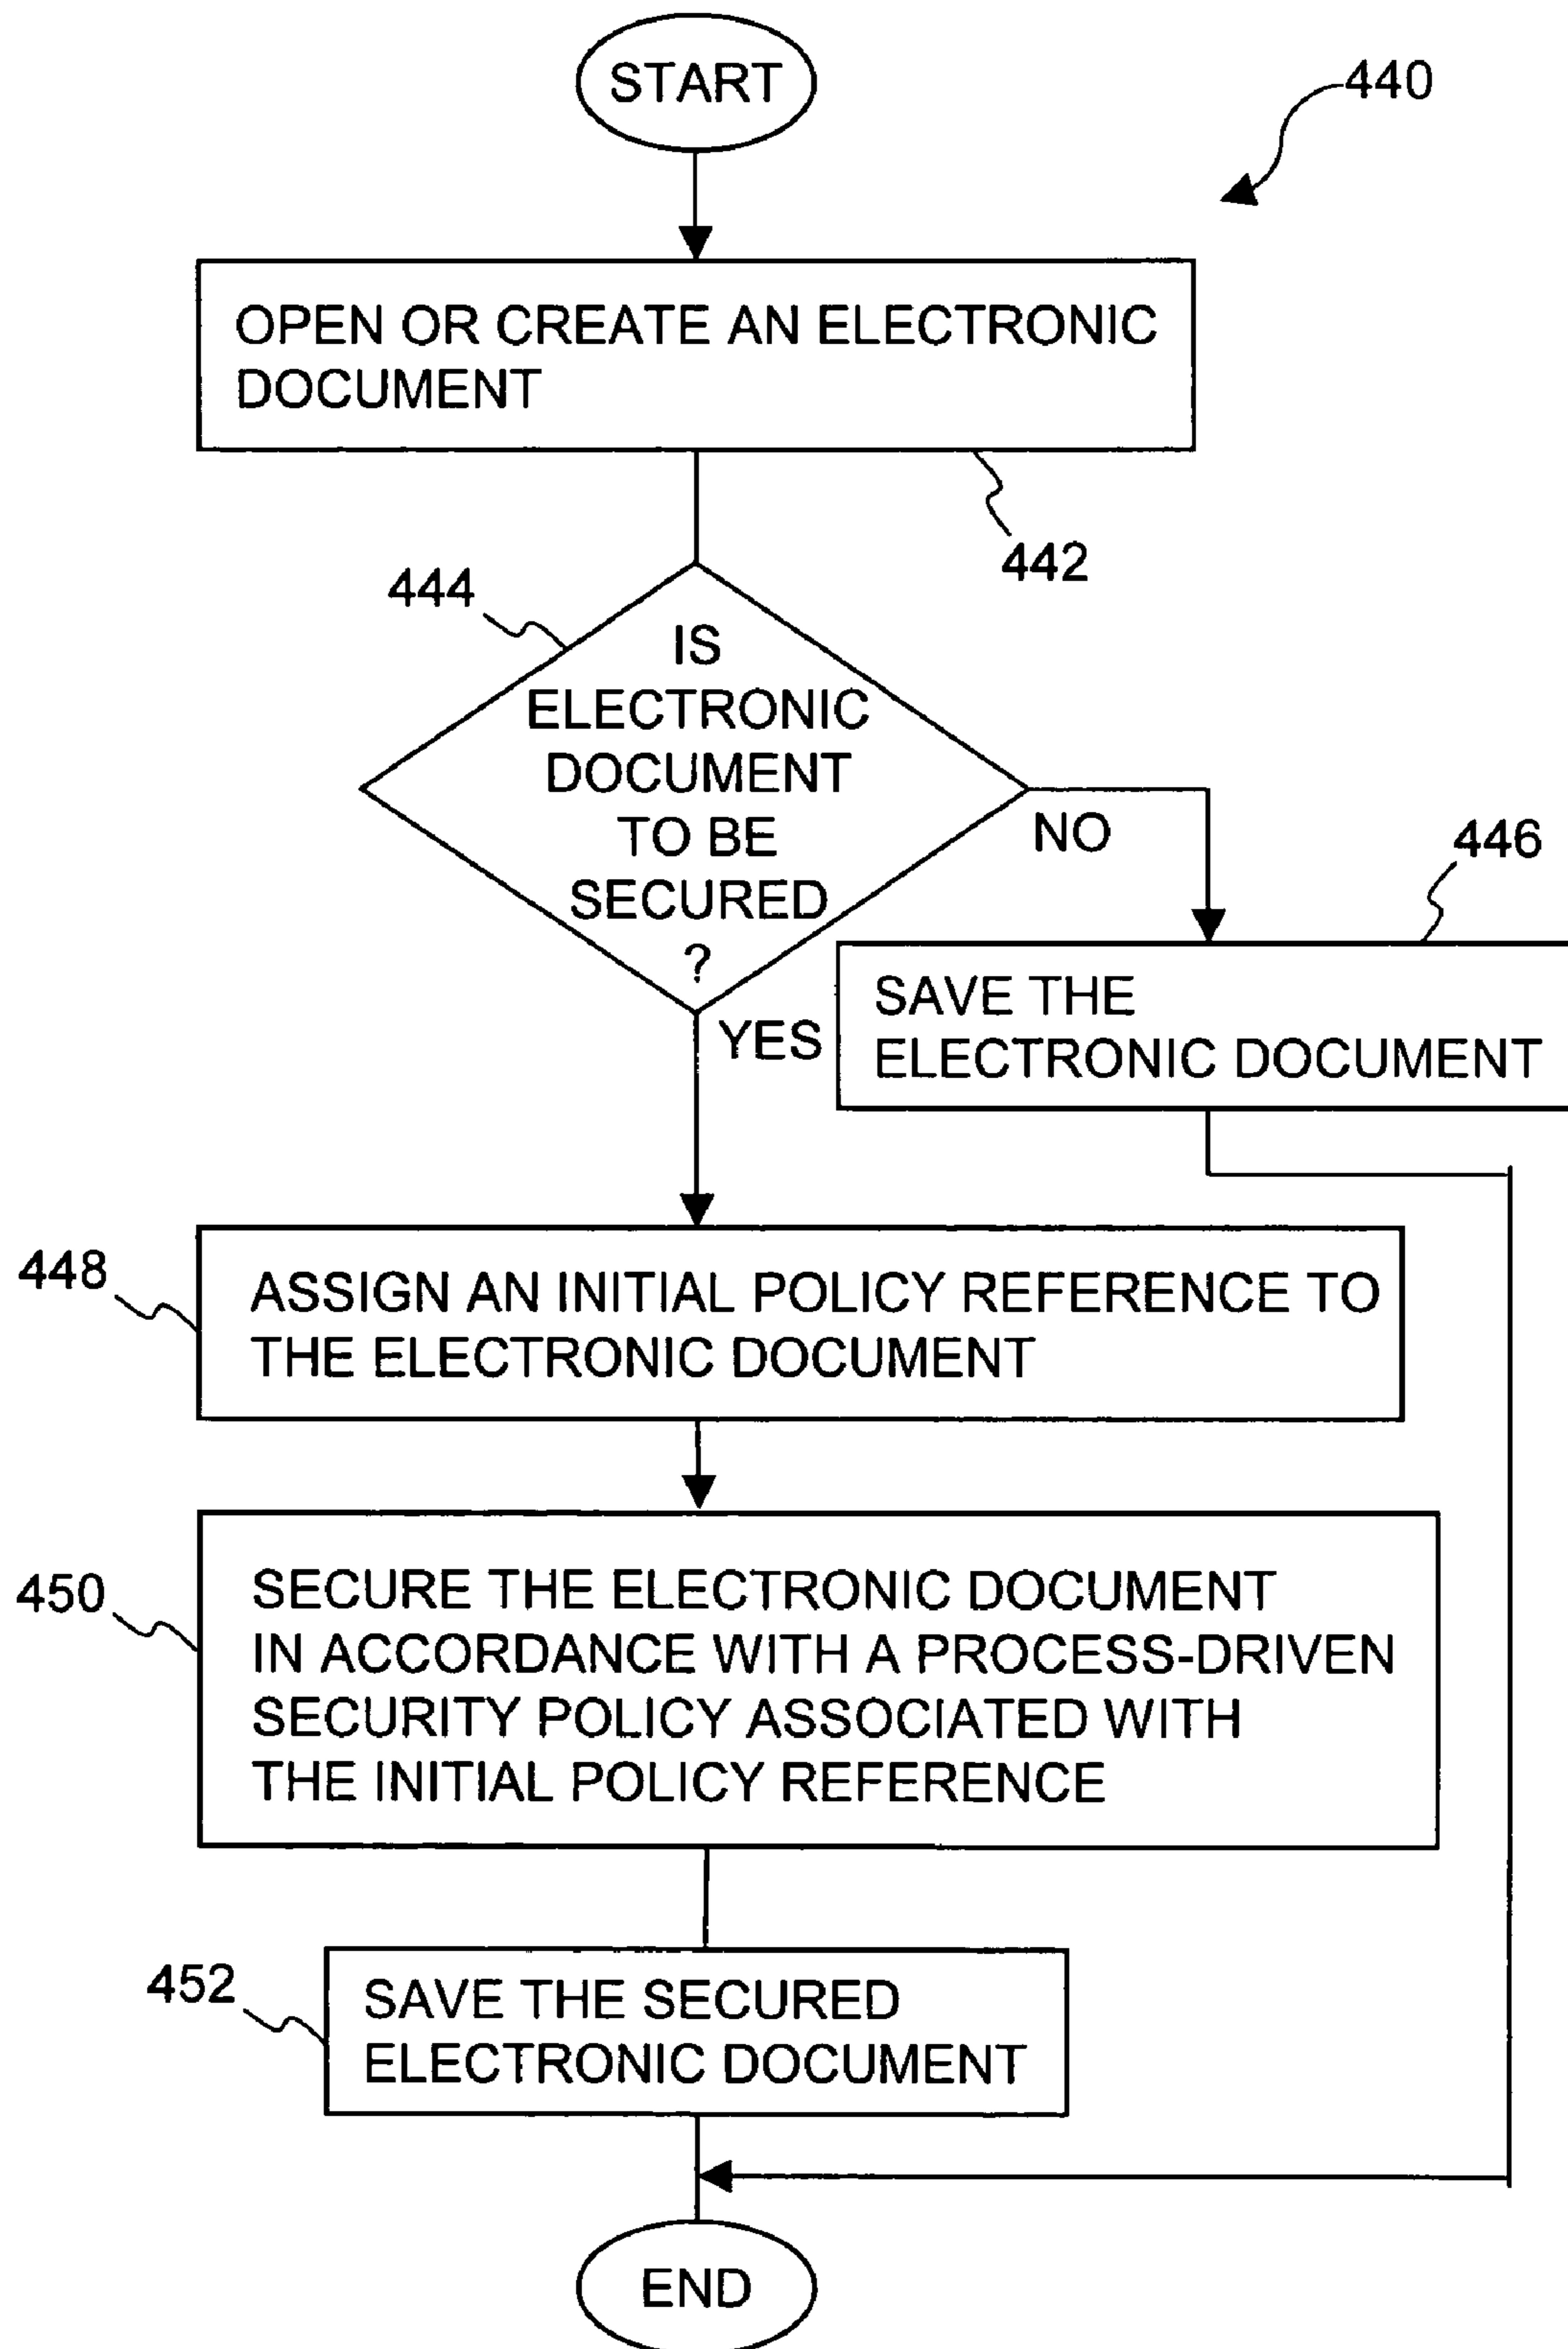 START
440
OPEN OR CREATE AN ELECTRONIC
DOCUMENT
442
444
IS
ELECTRONIC
DOCUMENT
TO BE
SECURED
?
NO
446
YES
SAVE THE
ELECTRONIC DOCUMENT
448
ASSIGN AN INITIAL POLICY REFERENCE TO
THE ELECTRONIC DOCUMENT
450
SECURE THE ELECTRONIC DOCUMENT
IN ACCORDANCE WITH A PROCESS-DRIVEN
SECURITY POLICY ASSOCIATED WITH
THE INITIAL POLICY REFERENCE
452
SAVE THE SECURED
ELECTRONIC DOCUMENT
END